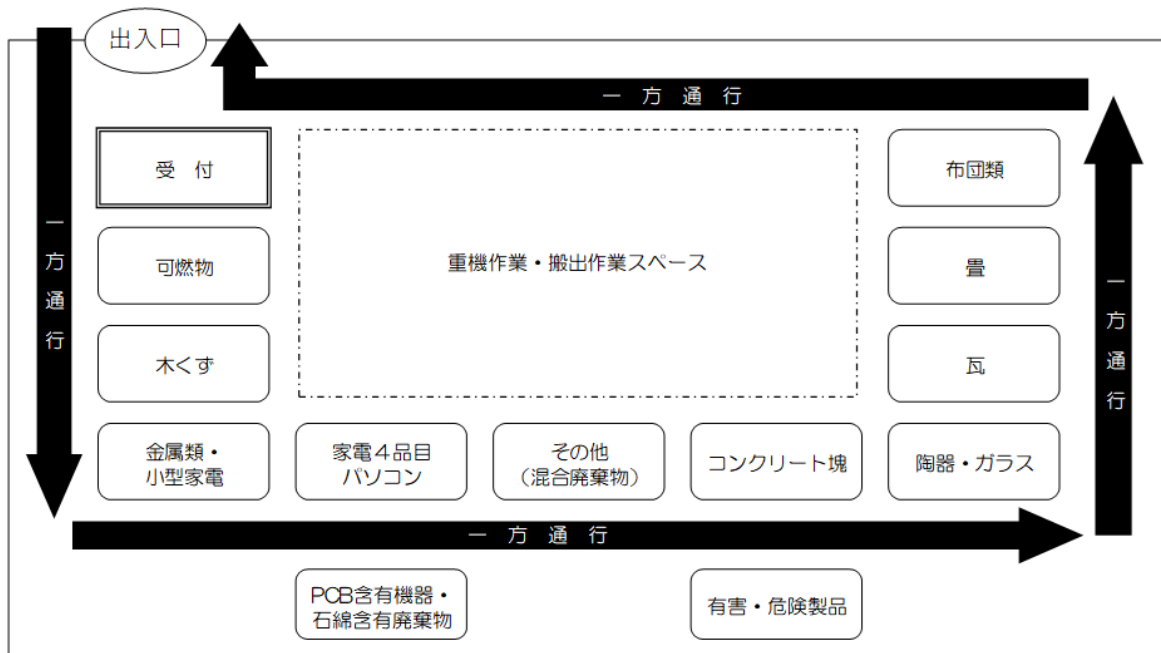 出入口
一方通行
受付
布団類
一方通行
可燃物
重機作業・搬出作業スペース
畳
一方通行
木くず
瓦
金属類・
小型家電
家電４品目
パソコン
その他
（混合廃棄物）
コンクリート塊
陶器・ガラス
一方通行
PCB含有機器・
石綿含有廃棄物
有害・危険製品